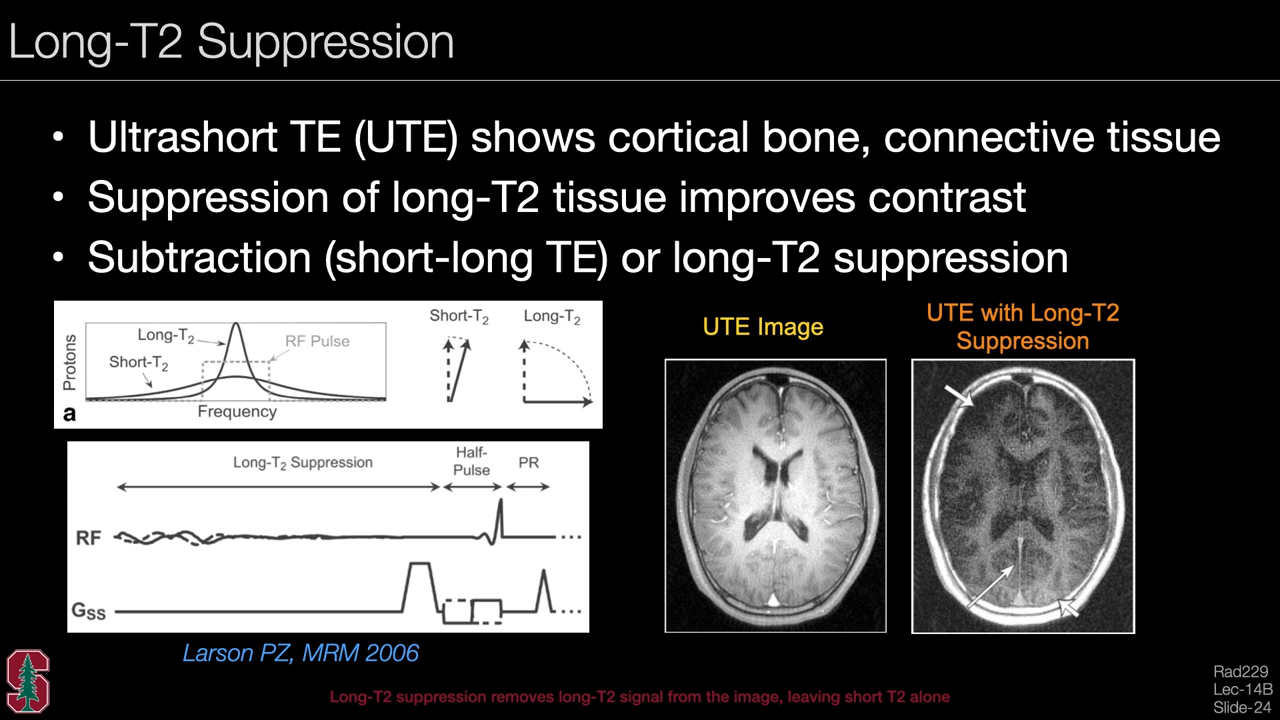 Long-T2 Suppression
• Ultrashort TE (UTE) shows cortical bone, connective tissue
• Suppression of long-T2 tissue improves contrast
• Subtraction (short-long TE) or long-T2 suppression
Protons
Long-T₂
Short-T₂
RF Pulse
Frequency
a
Short-T₂
Long-T₂
Long-T₂ Suppression
Half-
Pulse
PR
RF
Gss
Larson PZ, MRM 2006
UTE Image
UTE with Long-T2
Suppression
Long-T2 suppression removes long-T2 signal from the image, leaving short T2 alone
Rad229
Lec-14B
Slide-24